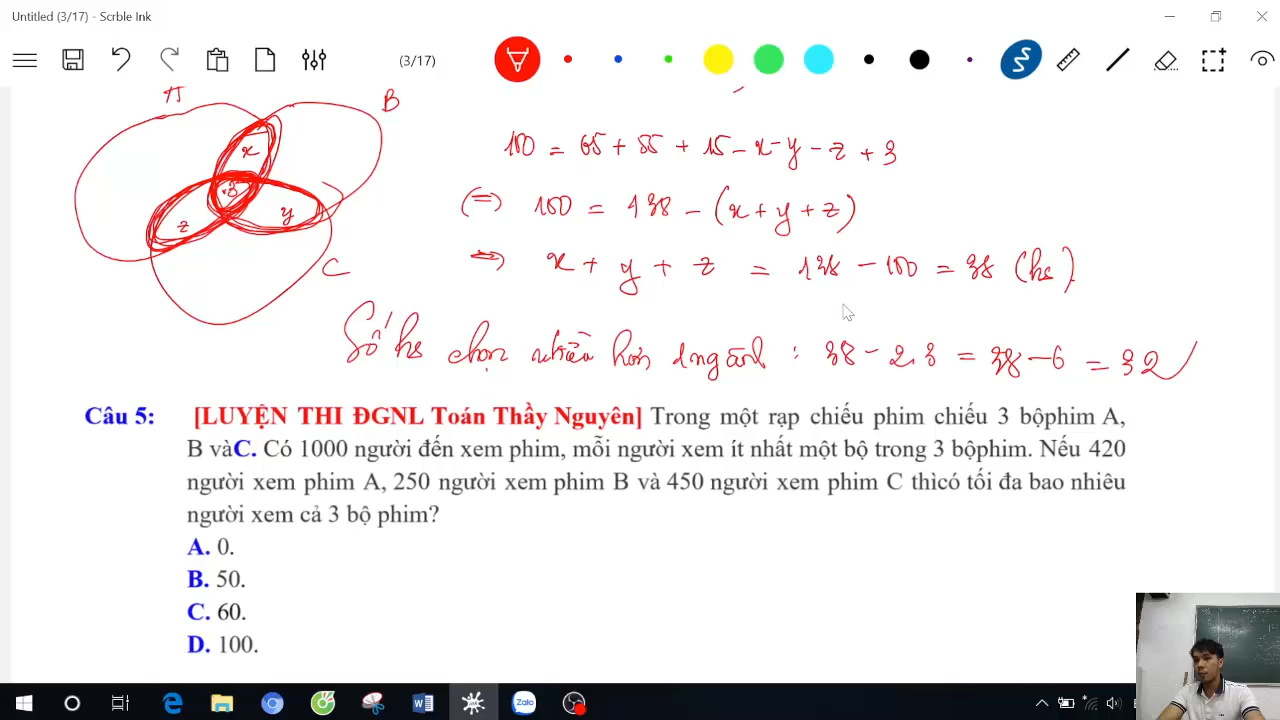 Untitled (3/17) - Scrble Ink
(3/17)
A
B
x
3
z
y
C
100 = 65 + 55 + 15 - x - y - z + 3
(=) 100 = 138 - (x + y + z)
<=> x + y + z = 138 - 100 = 38 (hs).
Số hs chọn nhiều hơn 1 ngành : 38 - 2.3 = 38 - 6 = 32
Câu 5: [LUYỆN THI ĐGNL Toán Thầy Nguyên] Trong một rạp chiếu phim chiếu 3 bộphim A,
B vàC. Có 1000 người đến xem phim, mỗi người xem ít nhất một bộ trong 3 bộphim. Nếu 420
người xem phim A, 250 người xem phim B và 450 người xem phim C thìcó tối đa bao nhiêu
người xem cả 3 bộ phim?
A. 0.
B. 50.
C. 60.
D. 100.
Zalo